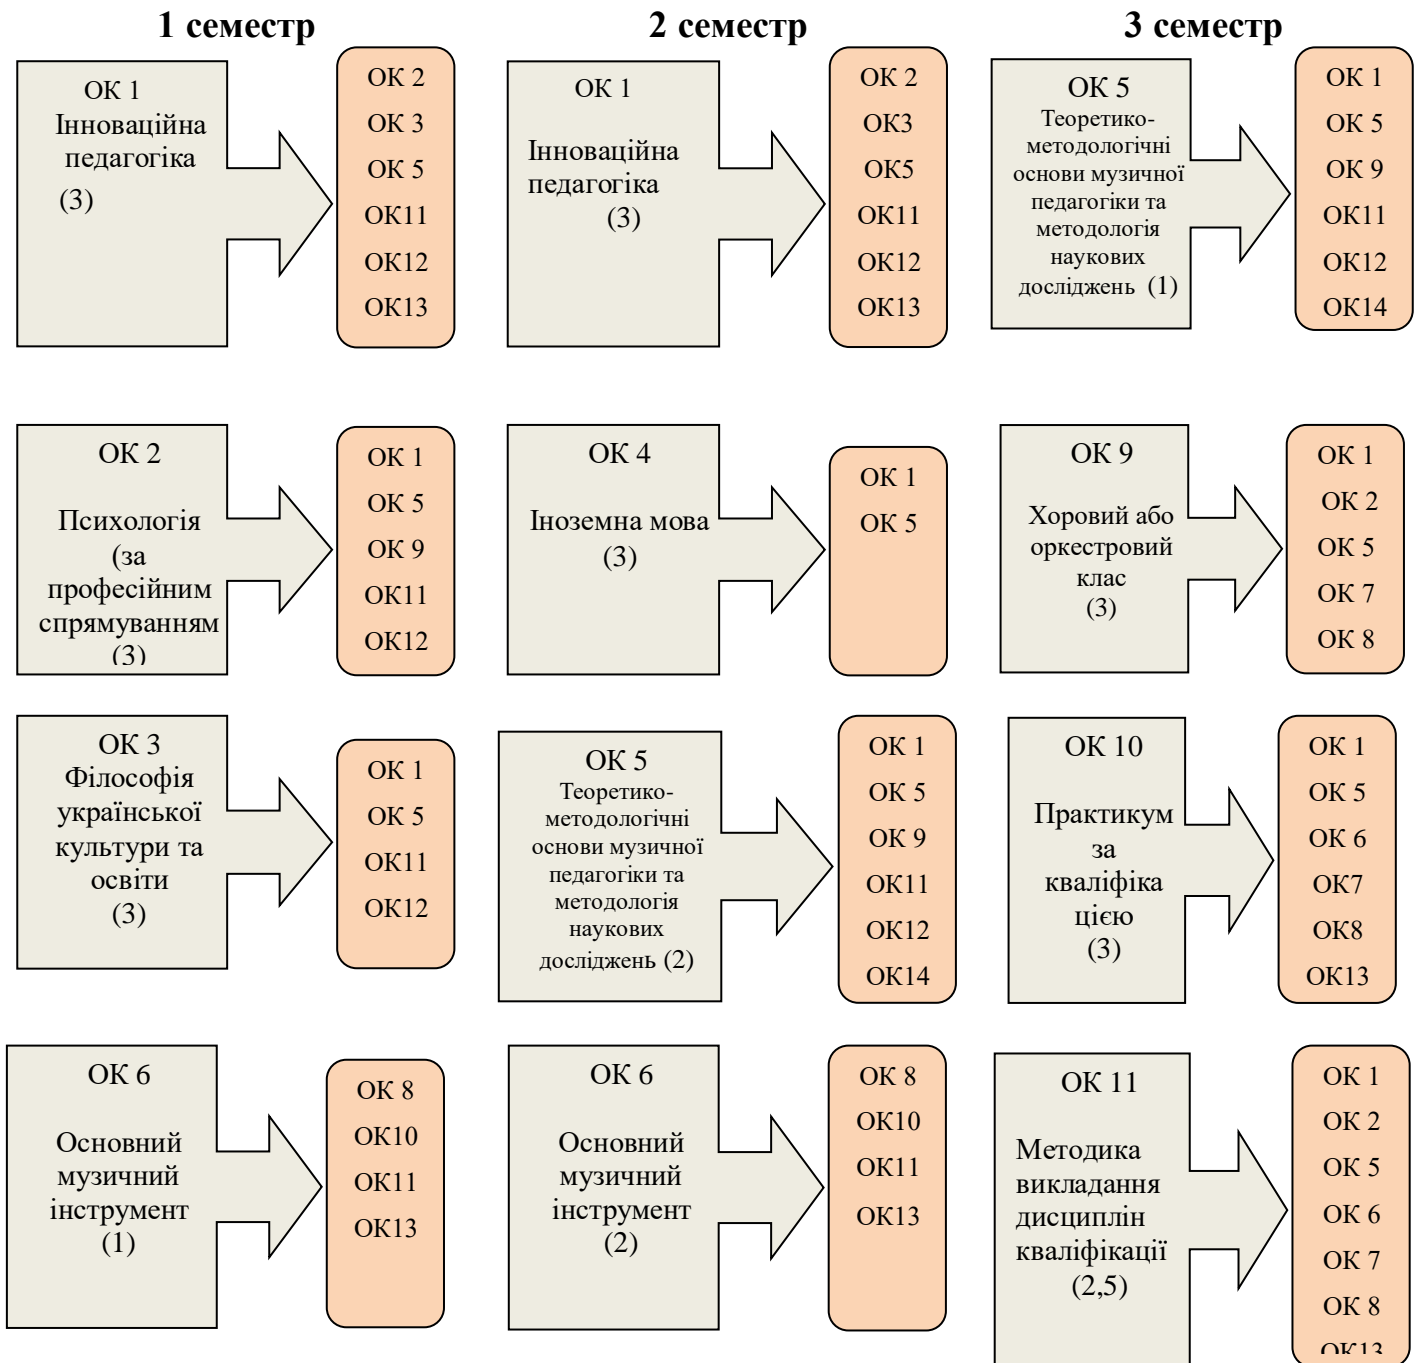 1 семестр
2 семестр
3 семестр
ОК 1
Інноваційна
педагогіка
(3)
ОК 2
ОК 3
ОК 5
ОК11
ОК12
ОК13
ОК 1
Інноваційна
педагогіка
(3)
ОК 2
ОК3
ОК5
ОК11
ОК12
ОК13
ОК 5
Теоретико-
методологічні
основи музичної
педагогіки та
методологія
наукових
досліджень (1)
ОК 1
ОК 5
ОК 9
ОК11
ОК12
ОК14
ОК 2
Психологія
(за
професійним
спрямуванням
(3)
ОК 1
ОК 5
ОК 9
ОК11
ОК12
ОК 4
Іноземна мова
(3)
ОК 1
ОК 5
ОК 9
Хоровий або
оркестровий
клас
(3)
ОК 1
ОК 2
ОК 5
ОК 7
ОК 8
ОК 3
Філософія
української
культури та
освіти
(3)
ОК 1
ОК 5
ОК11
ОК12
ОК 5
Теоретико-
методологічні
основи музичної
педагогіки та
методологія
наукових
досліджень (2)
ОК 1
ОК 5
ОК 9
ОК11
ОК12
ОК14
ОК 10
Практикум
за
кваліфіка
цією
(3)
ОК 1
ОК 5
ОК 6
ОК7
ОК8
ОК13
ОК 6
Основний
музичний
інструмент
(1)
ОК 8
ОК10
ОК11
ОК13
ОК 6
Основний
музичний
інструмент
(2)
ОК 8
ОК10
ОК11
ОК13
ОК 11
Методика
викладання
дисциплін
кваліфікації
(2,5)
ОК 1
ОК 2
ОК 5
ОК 6
ОК 7
ОК 8
ОК13